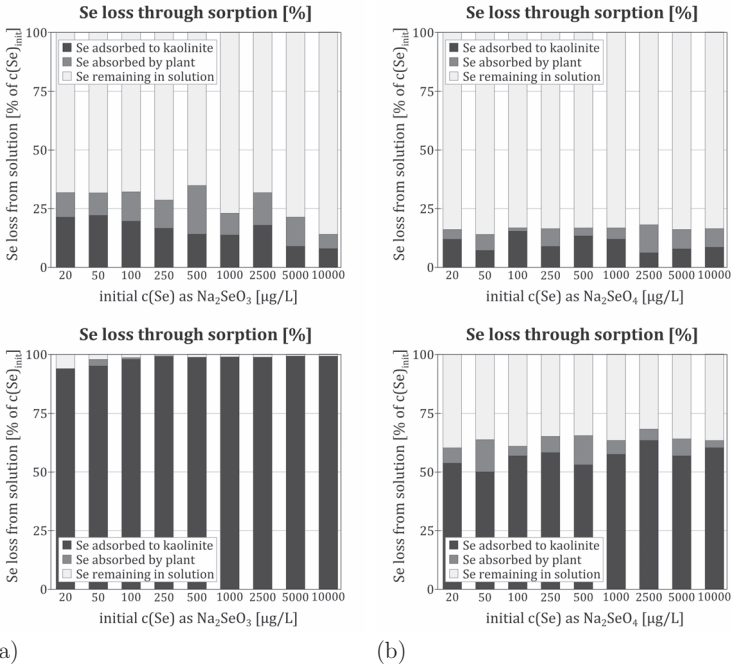 Se loss through sorption [%]
Se loss from solution [% of c(Se)init]
100
75
50
25
0
Se adsorbed to kaolinite
Se absorbed by plant
Se remaining in solution
20 50 100 250 500 1000 2500 5000 10000
initial c(Se) as Na2SeO3 [µg/L]
Se loss through sorption [%]
Se loss from solution [% of c(Se)init]
100
75
50
25
0
Se adsorbed to kaolinite
Se absorbed by plant
Se remaining in solution
20 50 100 250 500 1000 2500 5000 10000
initial c(Se) as Na2SeO4 [µg/L]
Se loss through sorption [%]
Se loss from solution [% of c(Se)init]
100
75
50
25
0
Se adsorbed to kaolinite
Se absorbed by plant
Se remaining in solution
20 50 100 250 500 1000 2500 5000 10000
initial c(Se) as Na2SeO3 [µg/L]
Se loss through sorption [%]
Se loss from solution [% of c(Se)init]
100
75
50
25
0
Se adsorbed to kaolinite
Se absorbed by plant
Se remaining in solution
20 50 100 250 500 1000 2500 5000 10000
initial c(Se) as Na2SeO4 [µg/L]
a)
(b)